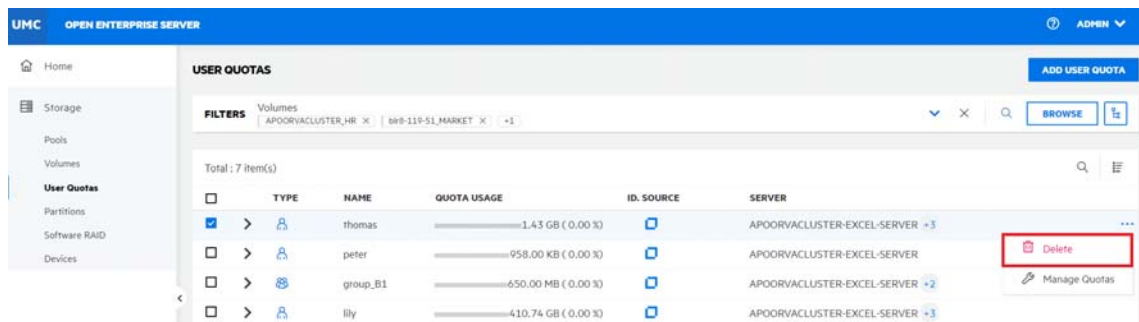 UMC OPEN ENTERPRISE SERVER ADMIN
Home
Storage
Pools
Volumes
User Quotas
Partitions
Software RAID
Devices
USER QUOTAS ADD USER QUOTA
FILTERS Volumes
APOORVACLUSTER_HR × blr8-119-51_MARKET × +1 BROWSE
Total : 7 item(s)
TYPE NAME QUOTA USAGE ID. SOURCE SERVER
thomas 1.43 GB ( 0.00 %) APOORVACLUSTER-EXCEL-SERVER +3
peter 958.00 KB ( 0.00 %) APOORVACLUSTER-EXCEL-SERVER
group_B1 650.00 MB ( 0.00 %) APOORVACLUSTER-EXCEL-SERVER +2
lily 410.74 GB ( 0.00 %) APOORVACLUSTER-EXCEL-SERVER +3
Delete
Manage Quotas